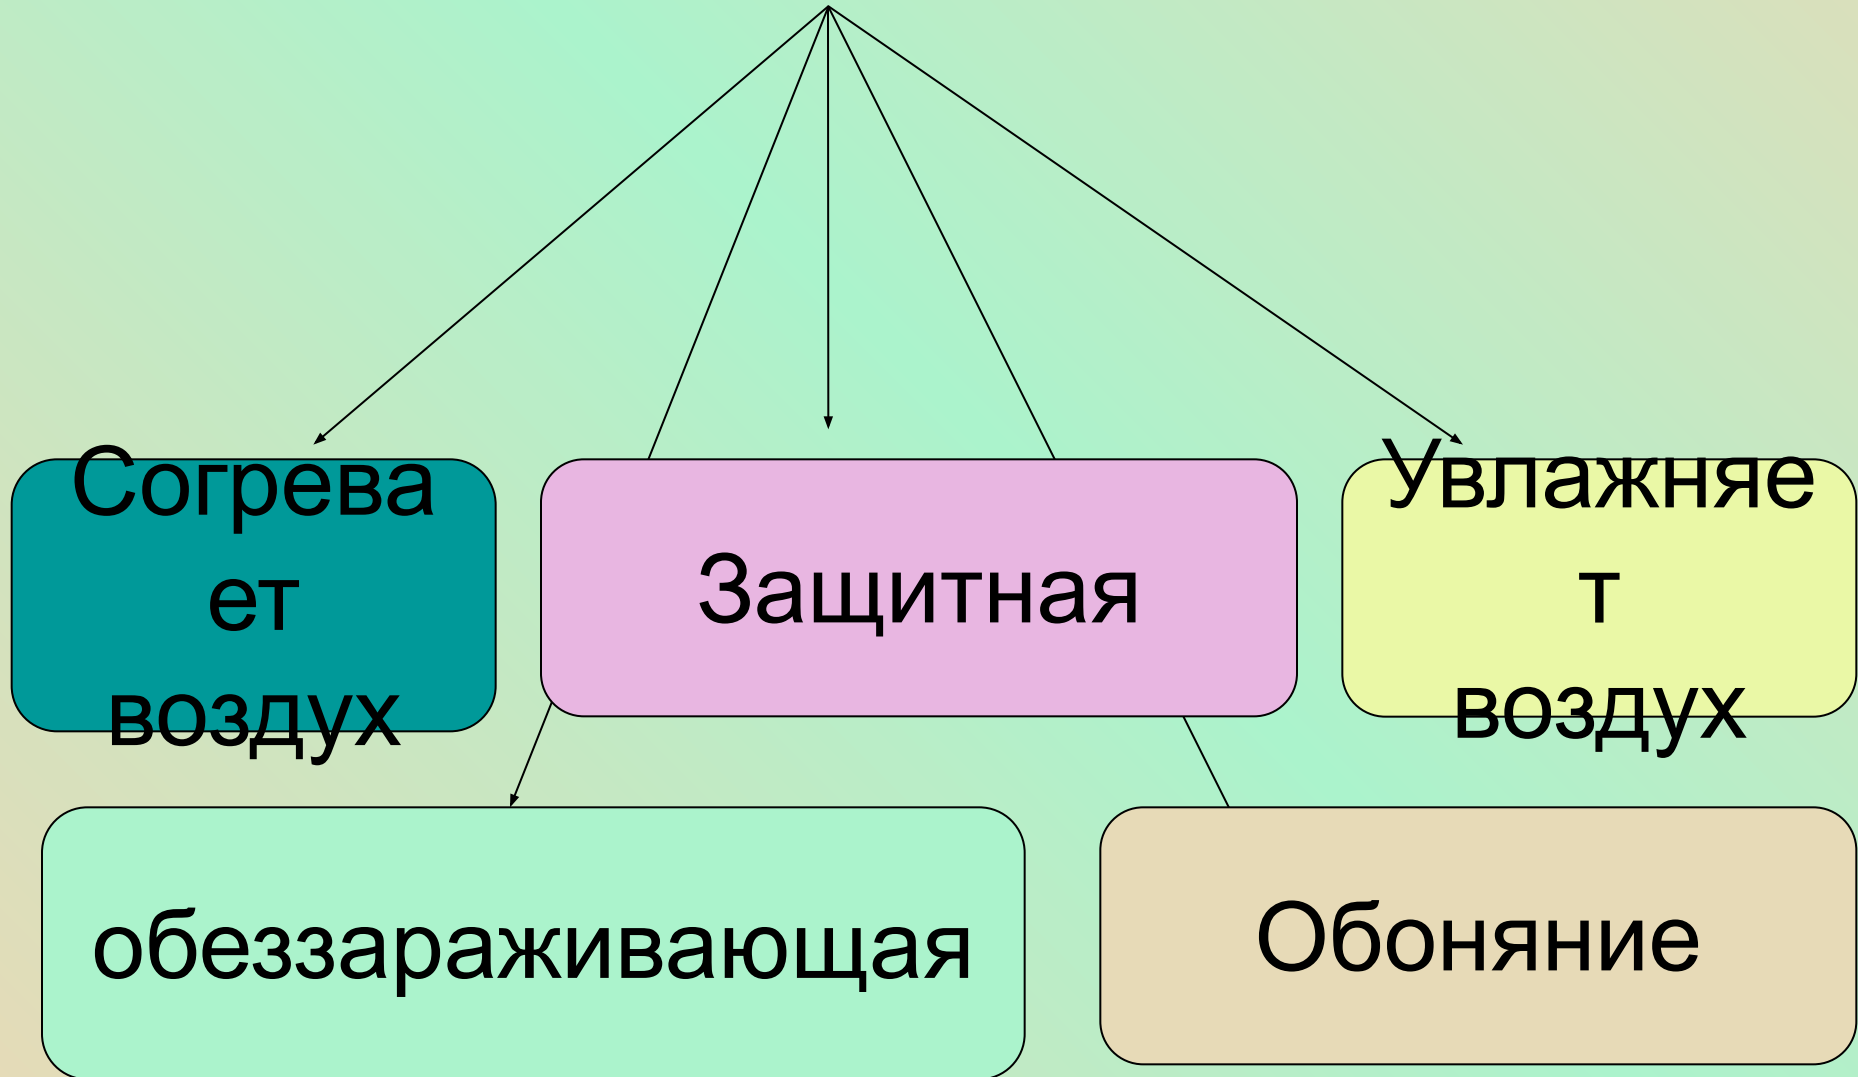 Согрева
ет
воздух
Защитная
Увлажняе
т
воздух
обеззараживающая
Обоняние